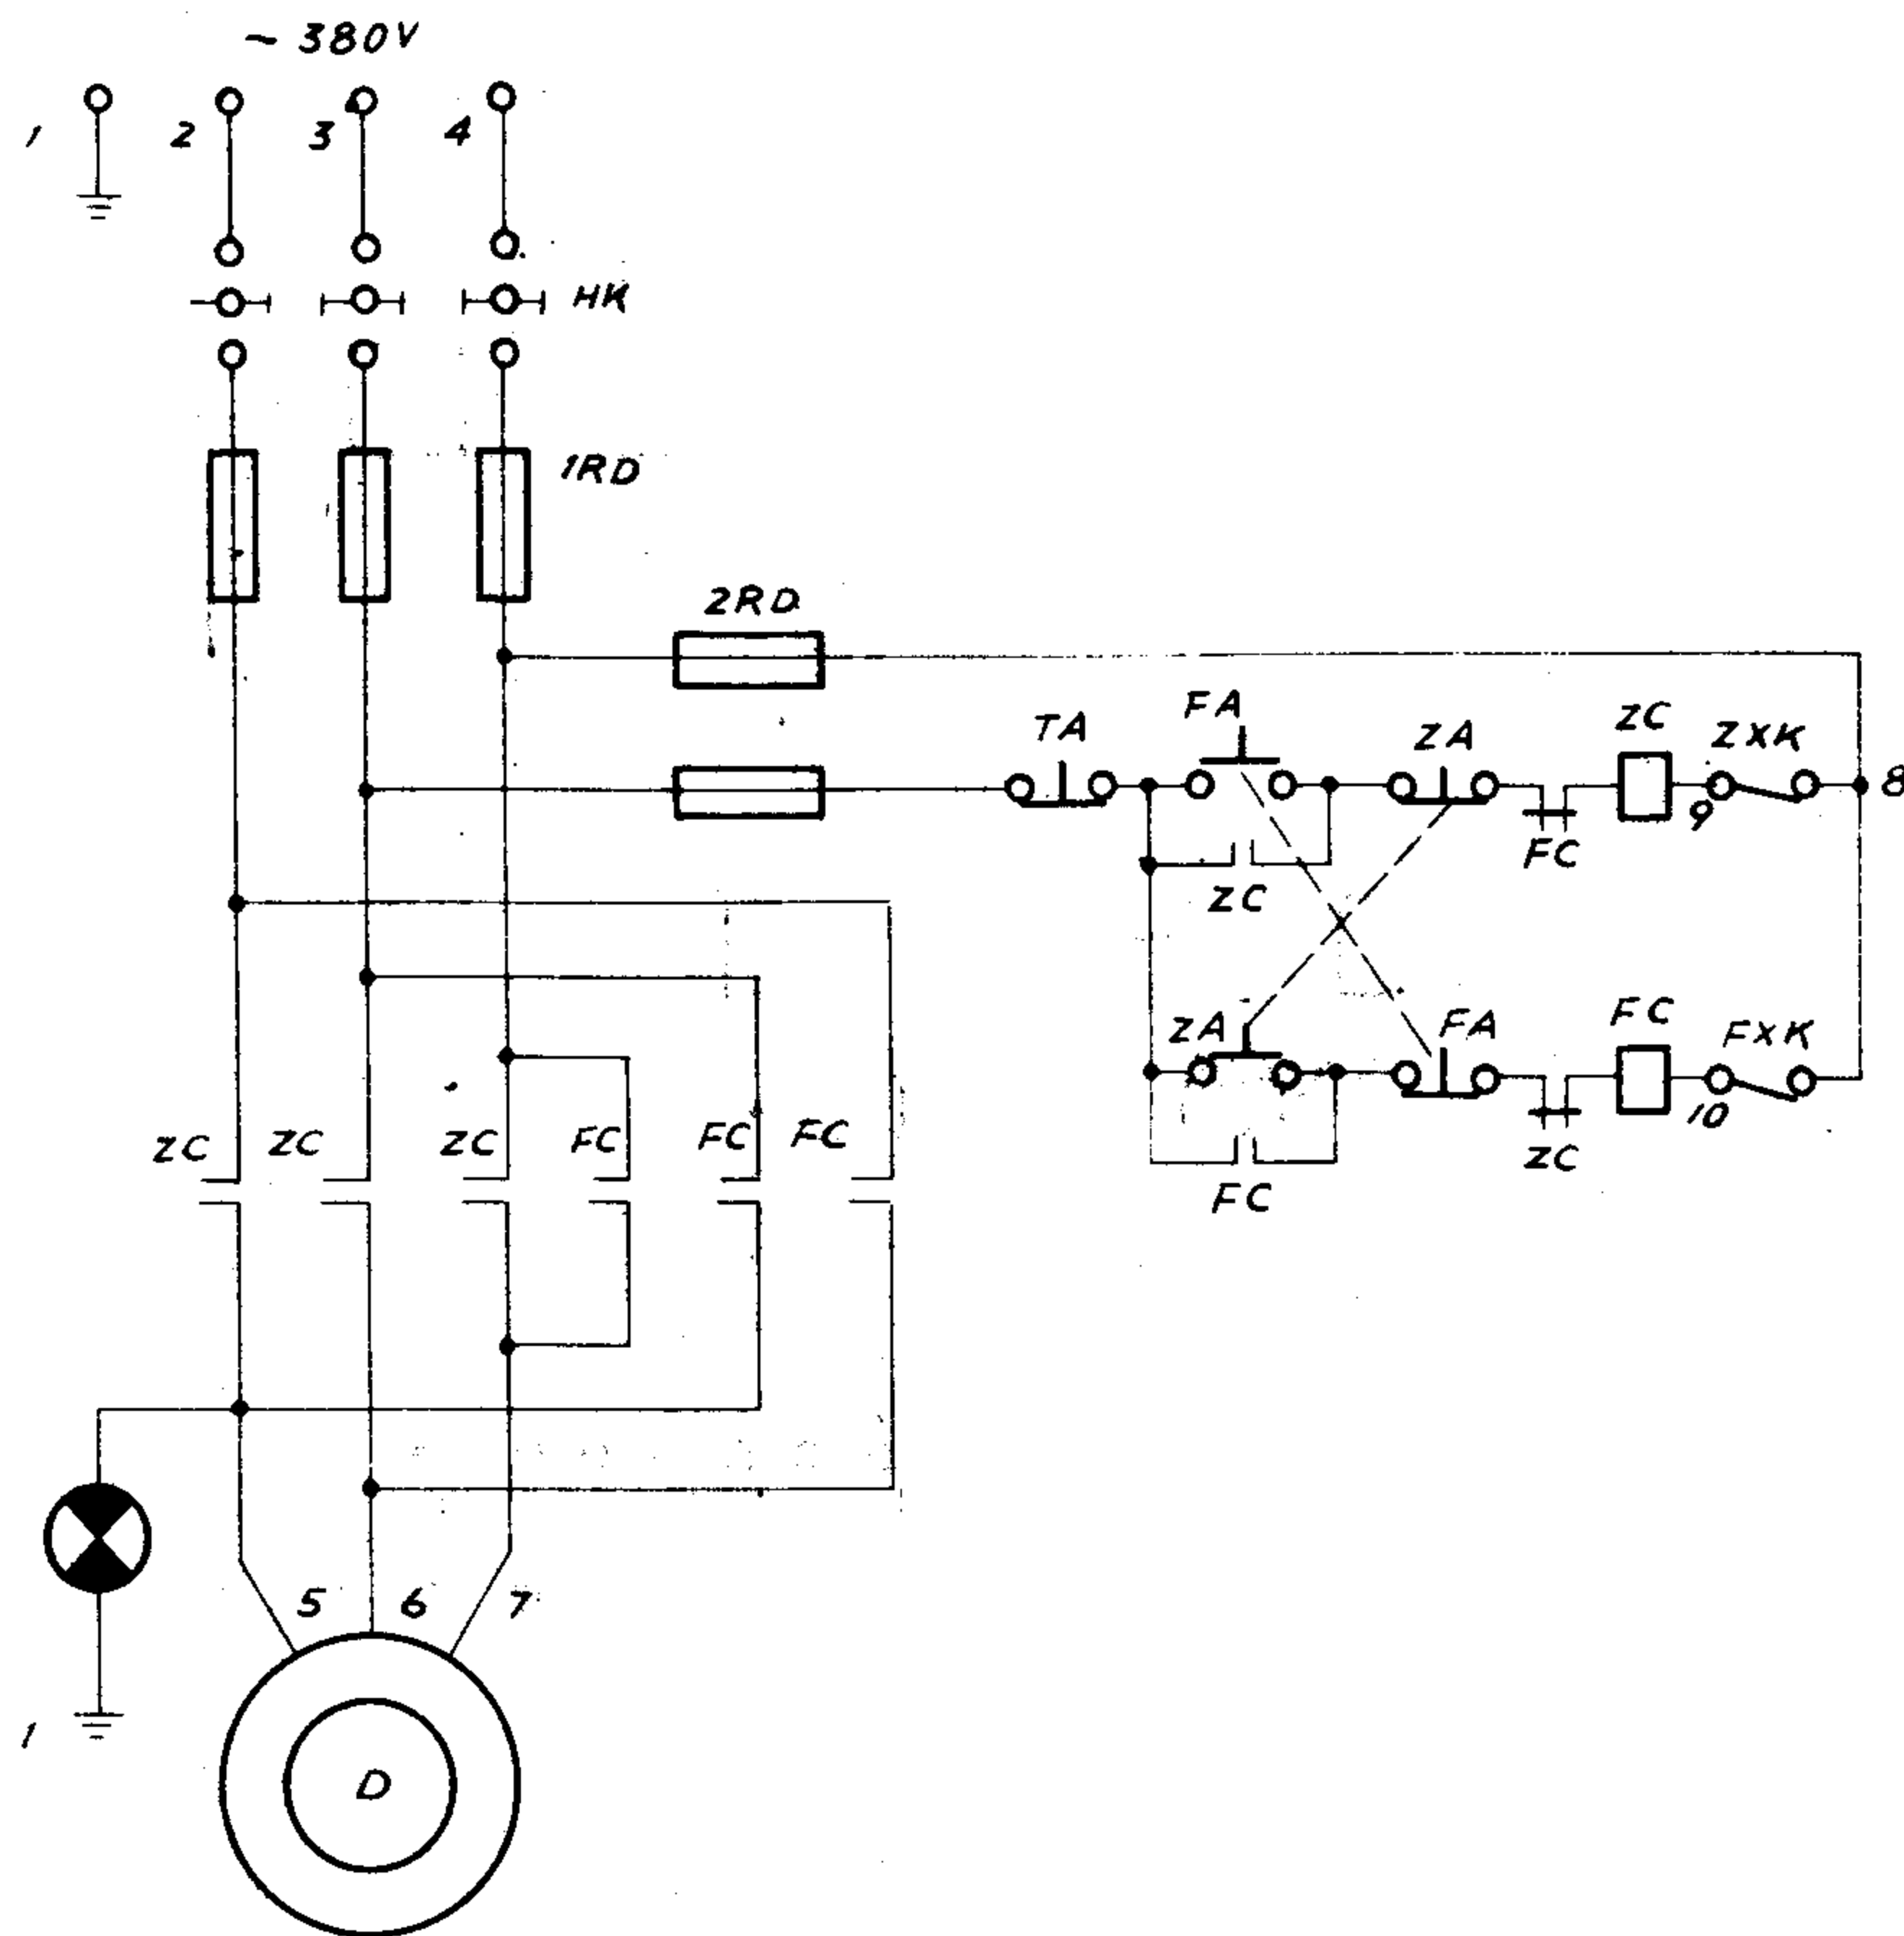 ~ 380V
1 2 3 4
HK
1RD
2RD
TA FA ZA ZC ZXK
8
9
FC
ZC
ZA FA FC FXK
10
ZC
FC
ZC ZC ZC FC FC FC
5 6 7
1
D